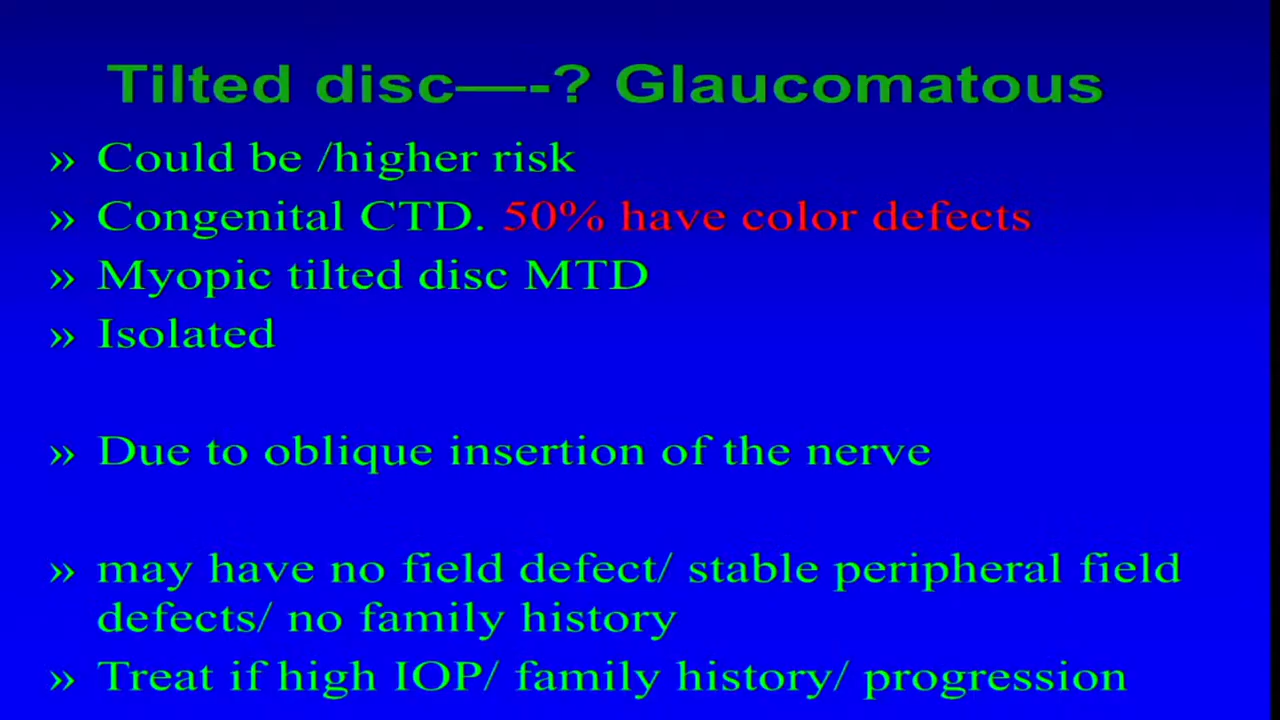 Tilted disc—-? Glaucomatous
» Could be /higher risk
» Congenital CTD. 50% have color defects
» Myopic tilted disc MTD
» Isolated
» Due to oblique insertion of the nerve
» may have no field defect/ stable peripheral field
defects/ no family history
» Treat if high IOP/ family history/ progression